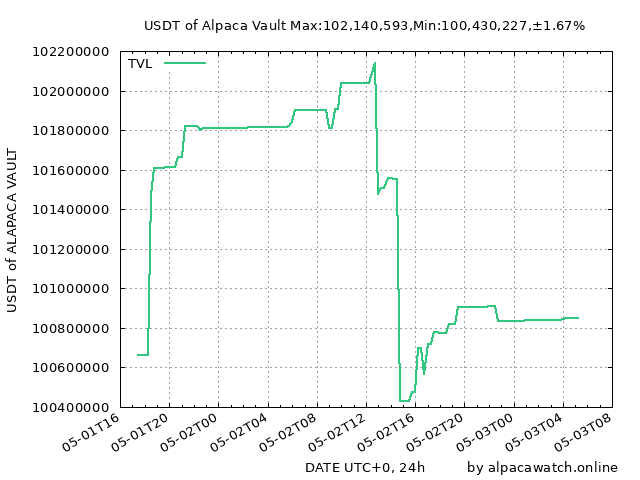 USDT of Alpaca Vault Max:102,140,593,Min:100,430,227,±1.67%
TVL
USDT of ALAPACA VAULT
102200000
102000000
101800000
101600000
101400000
101200000
101000000
100800000
100600000
100400000
05-01T16
05-01T20
05-02T00
05-02T04
05-02T08
05-02T12
05-02T16
05-02T20
05-03T00
05-03T04
05-03T08
DATE UTC+0, 24h
by alpacawatch.online